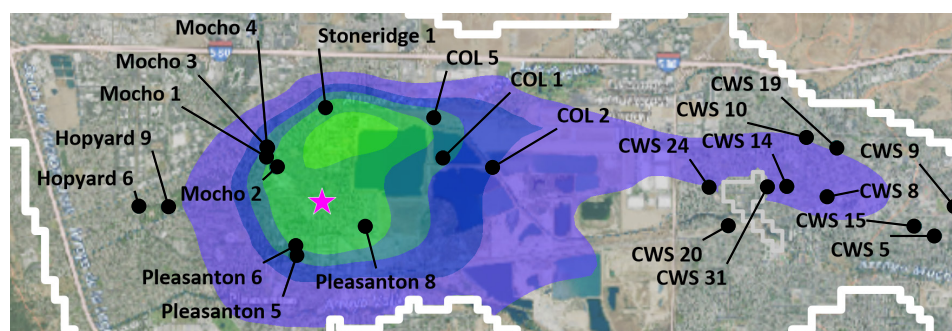 Mocho 4
Stoneridge 1
Mocho 3
COL 5
Mocho 1
COL 1
CWS 19
CWS 10
Hopyard 9
COL 2
CWS 24
CWS 14
CWS 9
Hopyard 6
Mocho 2
CWS 8
CWS 15
CWS 20
CWS 5
Pleasanton 6
Pleasanton 8
CWS 31
Pleasanton 5